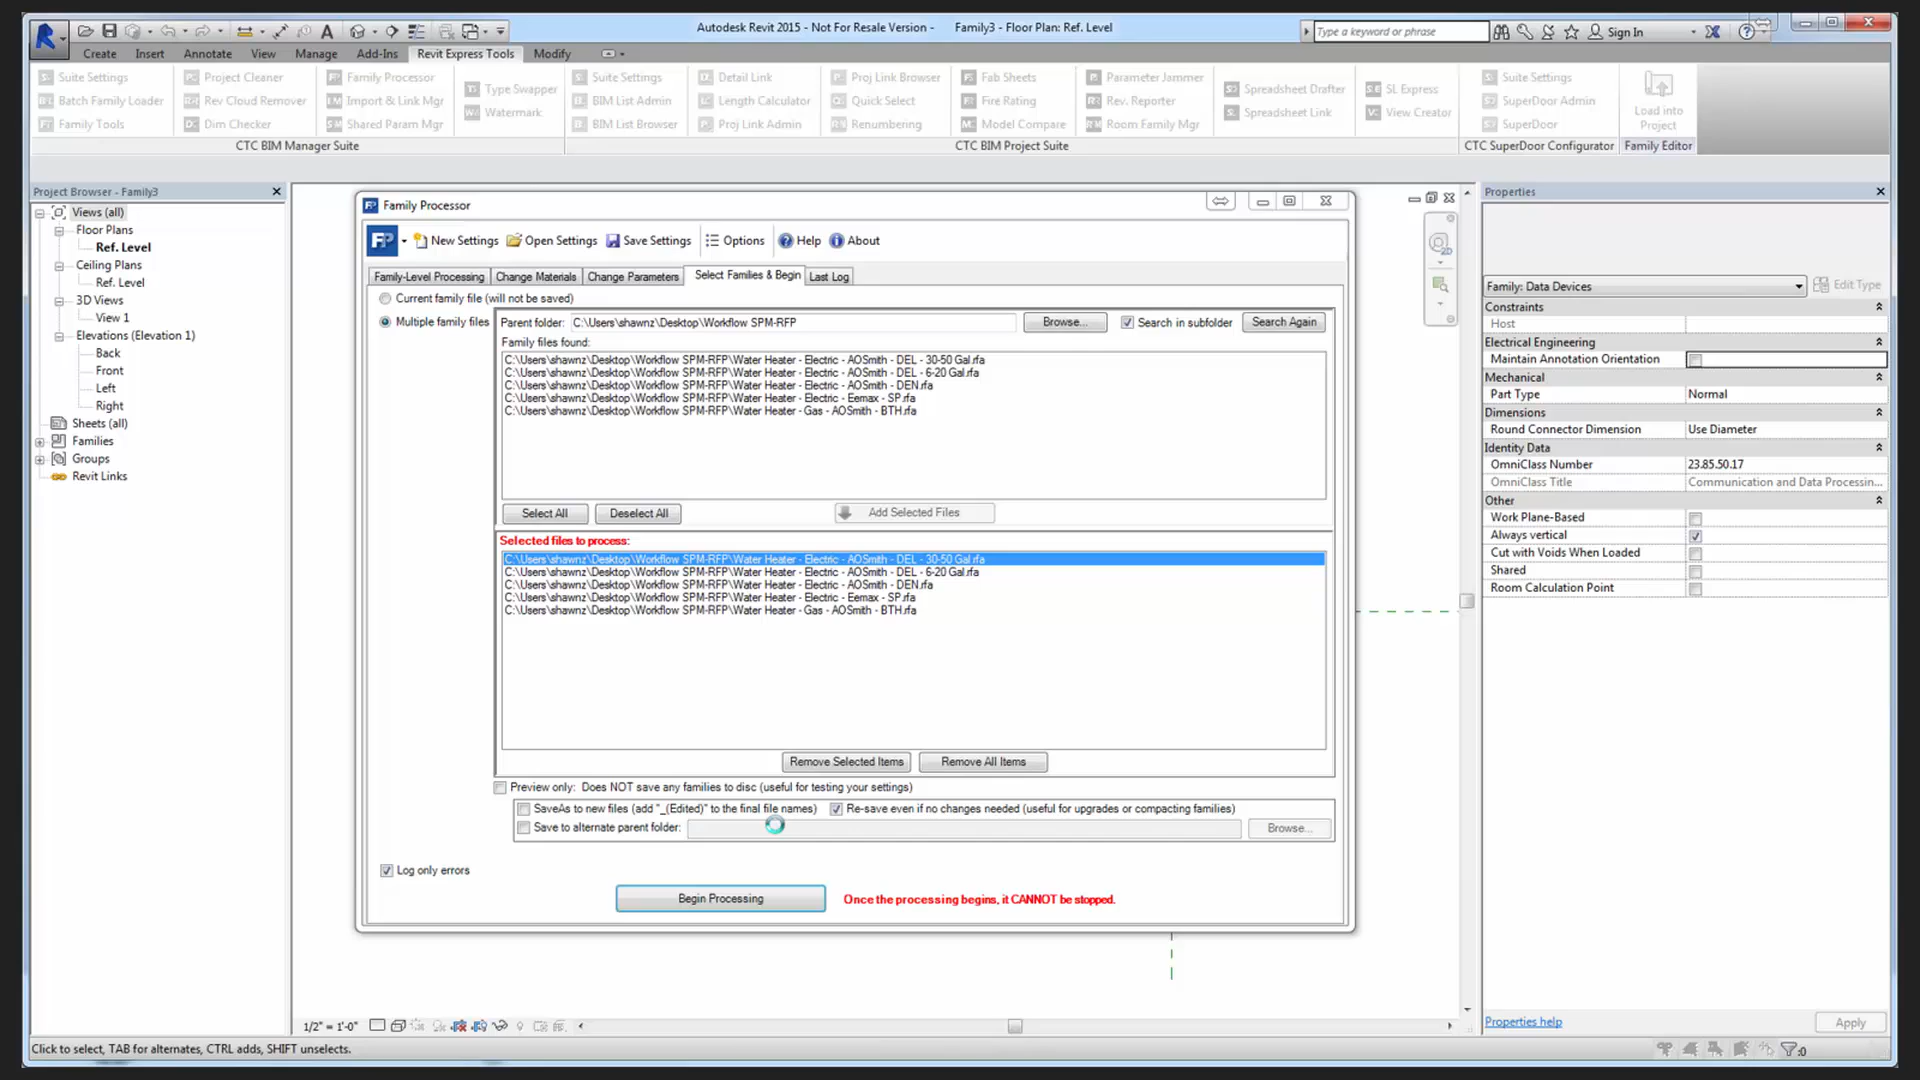 Autodesk Revit 2015 - Not For Resale Version -    Family3 - Floor Plan: Ref. Level
Type a keyword or phrase
Sign In
Create Insert Annotate View Manage Add-Ins Revit Express Tools Modify
Suite Settings Project Cleaner Family Processor Type Swapper Suite Settings Detail Link Proj Link Browser Fab Sheets Parameter Jammer Spreadsheet Drafter SL Express Suite Settings
Batch Family Loader Rev Cloud Remover Import & Link Mgr Watermark BIM List Admin Length Calculator Quick Select Fire Rating Rev. Reporter Spreadsheet Link View Creator SuperDoor Admin Load into Project
Family Tools Dim Checker Shared Param Mgr BIM List Browser Proj Link Admin Renumbering Model Compare Room Family Mgr SuperDoor
CTC BIM Manager Suite CTC BIM Project Suite CTC SuperDoor Configurator Family Editor
Project Browser - Family3
Views (all)
Floor Plans
Ref. Level
Ceiling Plans
Ref. Level
3D Views
View 1
Elevations (Elevation 1)
Back
Front
Left
Right
Sheets (all)
Families
Groups
Revit Links
Family Processor
FP New Settings Open Settings Save Settings Options Help About
Family-Level Processing Change Materials Change Parameters Select Families & Begin Last Log
Current family file (will not be saved)
Multiple family files
Parent folder: C:\Users\shawnz\Desktop\Workflow SPM-RFP Browse... Search in subfolder Search Again
Family files found:
C:\Users\shawnz\Desktop\Workflow SPM-RFP\Water Heater - Electric - AOSmith - DEL - 30-50 Gal.rfa
C:\Users\shawnz\Desktop\Workflow SPM-RFP\Water Heater - Electric - AOSmith - DEL - 6-20 Gal.rfa
C:\Users\shawnz\Desktop\Workflow SPM-RFP\Water Heater - Electric - AOSmith - DEN.rfa
C:\Users\shawnz\Desktop\Workflow SPM-RFP\Water Heater - Electric - Eemax - SP.rfa
C:\Users\shawnz\Desktop\Workflow SPM-RFP\Water Heater - Gas - AOSmith - BTH.rfa
Select All Deselect All Add Selected Files
Selected files to process:
C:\Users\shawnz\Desktop\Workflow SPM-RFP\Water Heater - Electric - AOSmith - DEL - 30-50 Gal.rfa
C:\Users\shawnz\Desktop\Workflow SPM-RFP\Water Heater - Electric - AOSmith - DEL - 6-20 Gal.rfa
C:\Users\shawnz\Desktop\Workflow SPM-RFP\Water Heater - Electric - AOSmith - DEN.rfa
C:\Users\shawnz\Desktop\Workflow SPM-RFP\Water Heater - Electric - Eemax - SP.rfa
C:\Users\shawnz\Desktop\Workflow SPM-RFP\Water Heater - Gas - AOSmith - BTH.rfa
Remove Selected Items Remove All Items
Preview only: Does NOT save any families to disc (useful for testing your settings)
SaveAs to new files (add "_(Edited)" to the final file names) Re-save even if no changes needed (useful for upgrades or compacting families)
Save to alternate parent folder: Browse...
Log only errors
Begin Processing Once the processing begins, it CANNOT be stopped.
Properties
Family: Data Devices Edit Type
Constraints
Host
Electrical Engineering
Maintain Annotation Orientation
Mechanical
Part Type Normal
Dimensions
Round Connector Dimension Use Diameter
Identity Data
OmniClass Number 23.85.50.17
OmniClass Title Communication and Data Processin...
Other
Work Plane-Based
Always vertical
Cut with Voids When Loaded
Shared
Room Calculation Point
Properties help Apply
1/2" = 1'-0"
Click to select, TAB for alternates, CTRL adds, SHIFT unselects.
:0